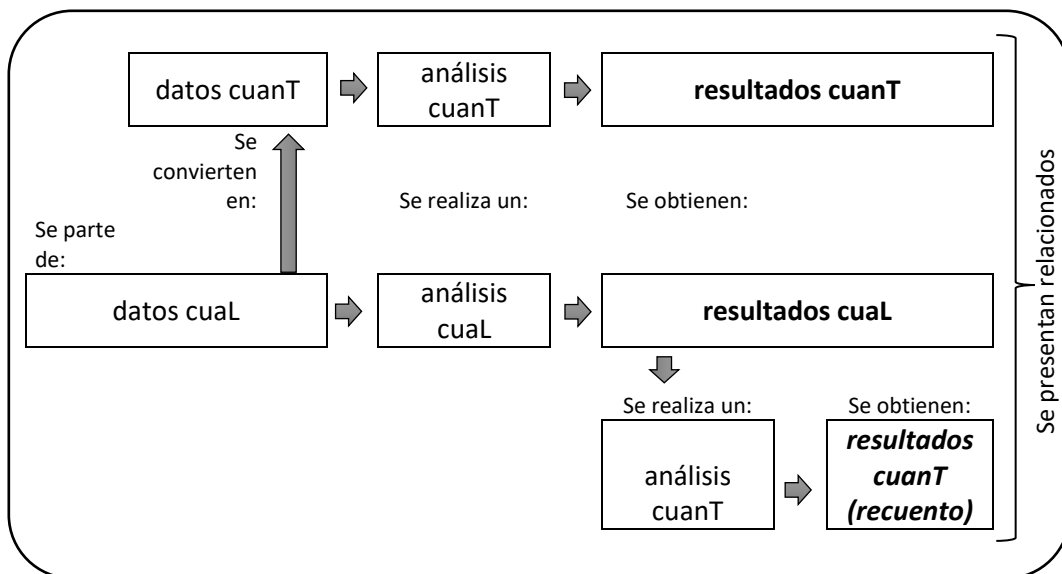 datos cuanT
análisis
cuanT
resultados cuanT
Se
convierten
en:
Se realiza un:
Se obtienen:
Se parte
de:
datos cuaL
análisis
cuaL
resultados cuaL
Se realiza un:
Se obtienen:
análisis
cuanT
resultados
cuanT
(recuento)
Se presentan relacionados